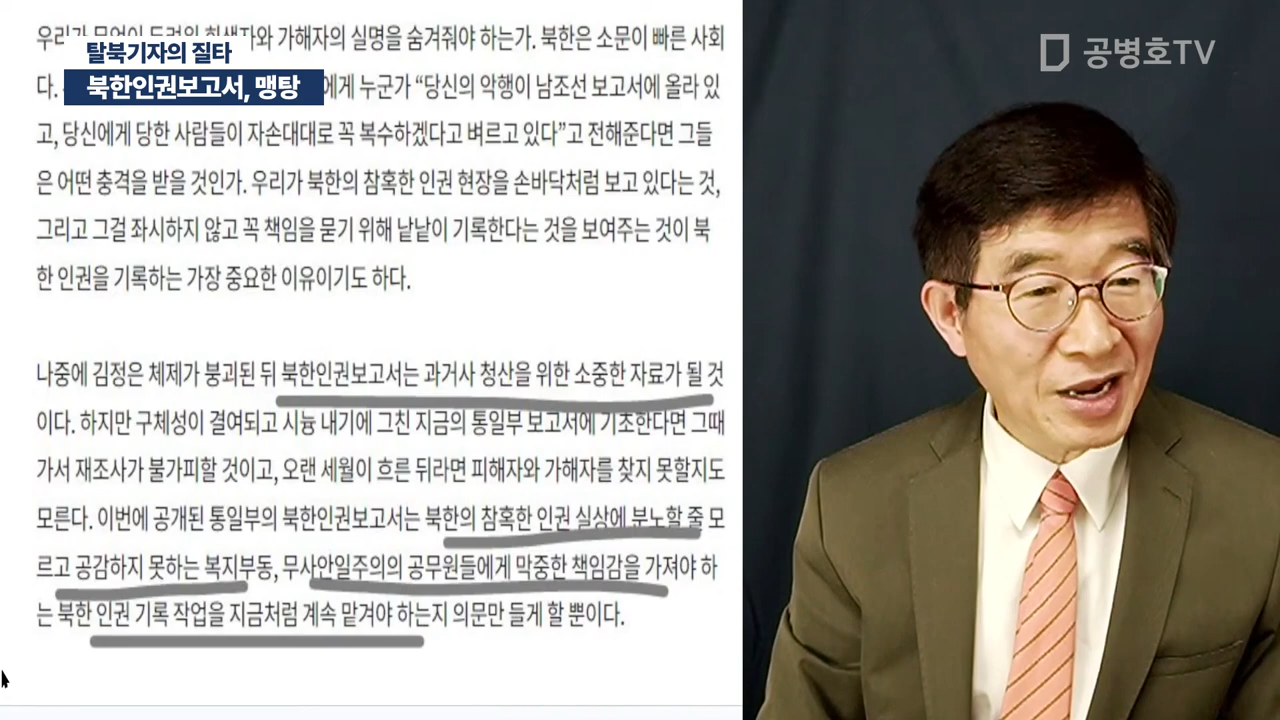 우리가 무엇이 두려워 희생자와 가해자의 실명을 숨겨줘야 하는가. 북한은 소문이 빠른 사회
탈북기자의 질타
북한인권보고서, 맹탕
공병호TV
다. 에게 누군가 “당신의 악행이 남조선 보고서에 올라 있
고, 당신에게 당한 사람들이 자손대대로 꼭 복수하겠다고 벼르고 있다”고 전해준다면 그들
은 어떤 충격을 받을 것인가. 우리가 북한의 참혹한 인권 현장을 손바닥처럼 보고 있다는 것,
그리고 그걸 좌시하지 않고 꼭 책임을 묻기 위해 낱낱이 기록한다는 것을 보여주는 것이 북
한 인권을 기록하는 가장 중요한 이유이기도 하다.
나중에 김정은 체제가 붕괴된 뒤 북한인권보고서는 과거사 청산을 위한 소중한 자료가 될 것
이다. 하지만 구체성이 결여되고 시늉 내기에 그친 지금의 통일부 보고서에 기초한다면 그때
가서 재조사가 불가피할 것이고, 오랜 세월이 흐른 뒤라면 피해자와 가해자를 찾지 못할지도
모른다. 이번에 공개된 통일부의 북한인권보고서는 북한의 참혹한 인권 실상에 분노할 줄 모
르고 공감하지 못하는 복지부동, 무사안일주의의 공무원들에게 막중한 책임감을 가져야 하
는 북한 인권 기록 작업을 지금처럼 계속 맡겨야 하는지 의문만 들게 할 뿐이다.